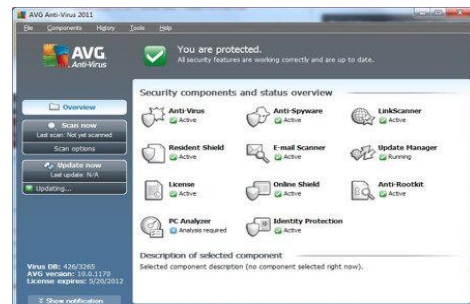 AVG Anti-Virus 2011
File Components History Tools Help
AVG
Anti-Virus
You are protected.
All security features are working correctly and are up to date.
Overview
Scan now
Last scan: Not yet scanned
Scan options
Update now
Last update: N/A
Updating...
Security components and status overview
Anti-Virus Anti-Spyware LinkScanner
Active Active Active
Resident Shield E-mail Scanner Update Manager
Active Active Running
License Online Shield Anti-Rootkit
Active Active Active
PC Analyzer Identity Protection
Analysis required Active
Description of selected component
Selected component description (no component selected right now).
Virus DB: 426/3265
AVG version: 10.0.1170
License expires: 5/20/2012
Show notification